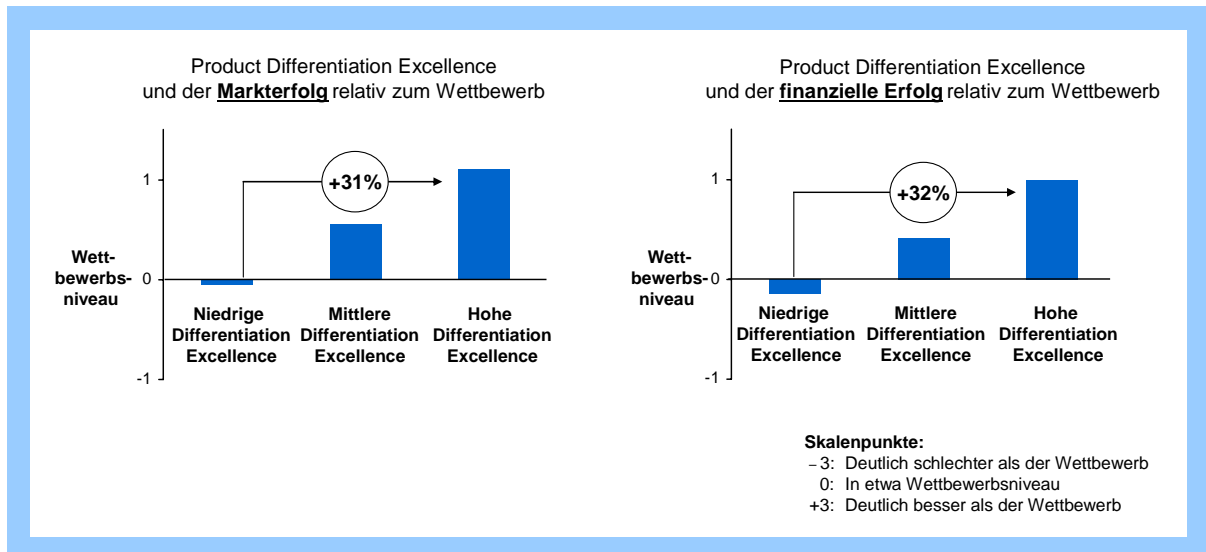 Product Differentiation Excellence
und der Markterfolg relativ zum Wettbewerb
1
+31%
Wett-
bewerbs-
niveau
0
Niedrige
Differentiation
Excellence
Mittlere
Differentiation
Excellence
Hohe
Differentiation
Excellence
-1
Product Differentiation Excellence
und der finanzielle Erfolg relativ zum Wettbewerb
1
+32%
Wett-
bewerbs-
niveau
0
Niedrige
Differentiation
Excellence
Mittlere
Differentiation
Excellence
Hohe
Differentiation
Excellence
-1
Skalenpunkte:
–3: Deutlich schlechter als der Wettbewerb
0: In etwa Wettbewerbsniveau
+3: Deutlich besser als der Wettbewerb